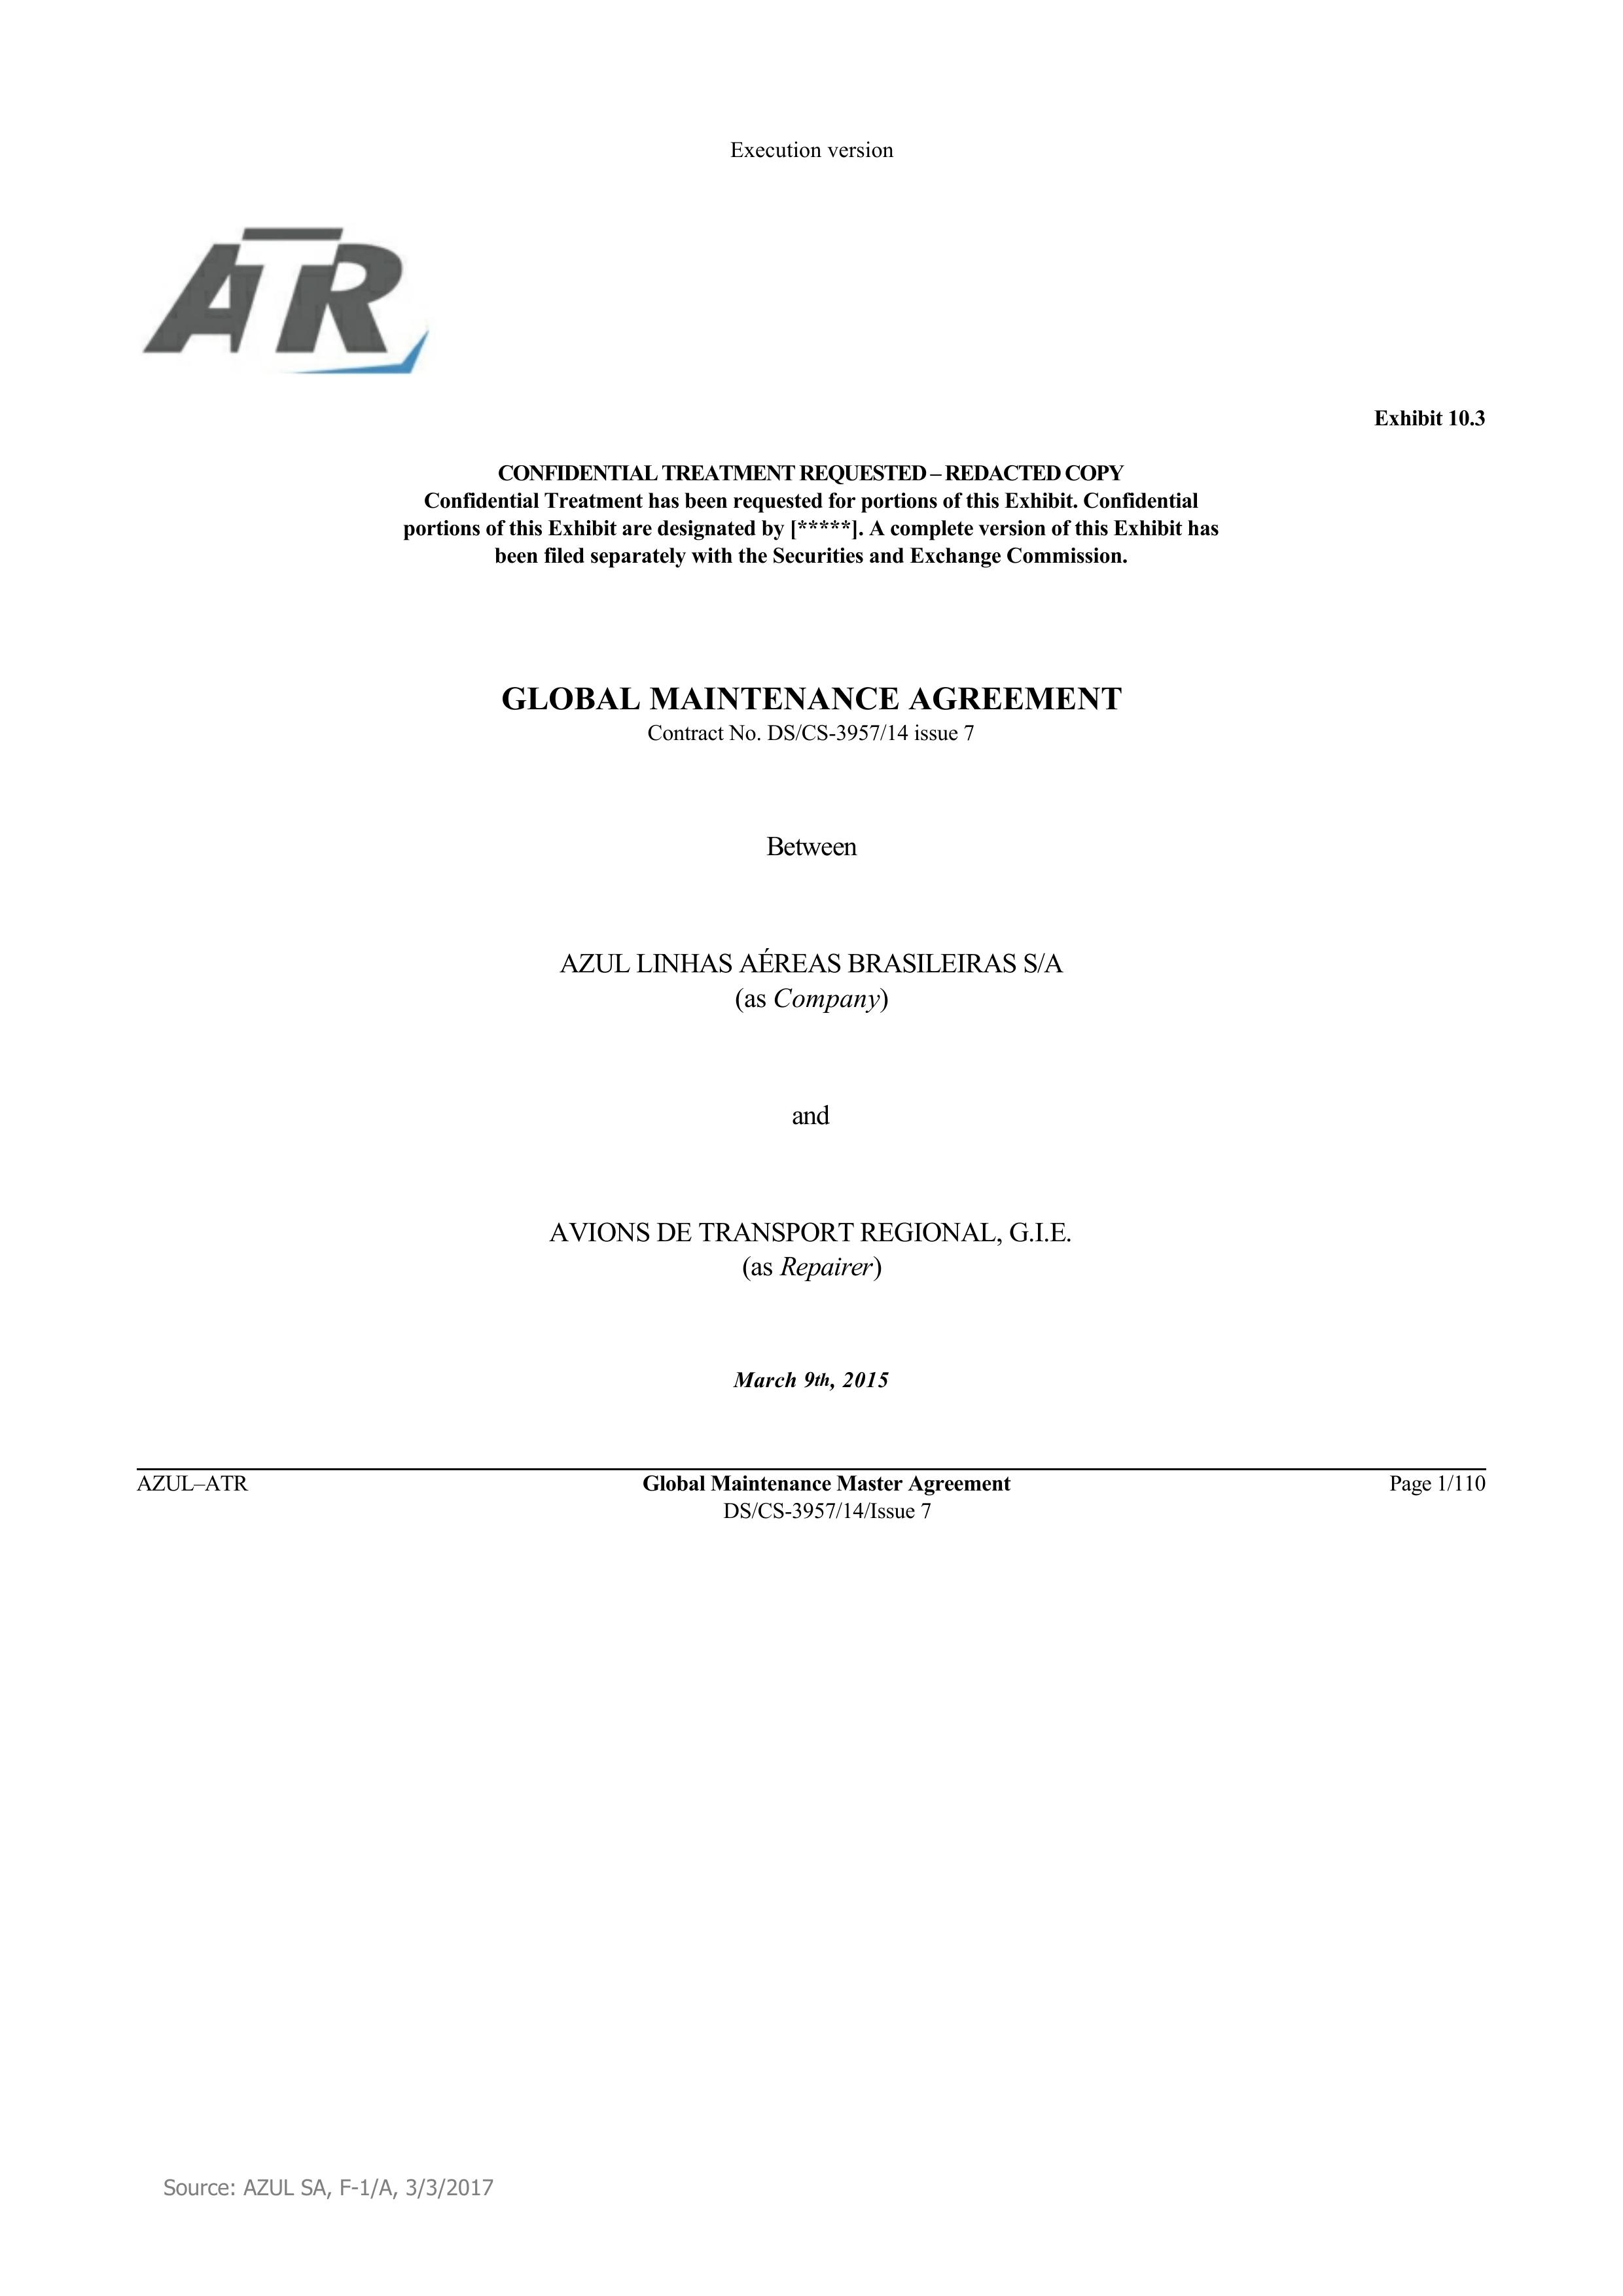 Execution version
ATR
Exhibit 10.3
CONFIDENTIAL TREATMENT REQUESTED – REDACTED COPY
Confidential Treatment has been requested for portions of this Exhibit. Confidential
portions of this Exhibit are designated by [*****]. A complete version of this Exhibit has
been filed separately with the Securities and Exchange Commission.
GLOBAL MAINTENANCE AGREEMENT
Contract No. DS/CS-3957/14 issue 7
Between
AZUL LINHAS AÉREAS BRASILEIRAS S/A
(as Company)
and
AVIONS DE TRANSPORT REGIONAL, G.I.E.
(as Repairer)
March 9th, 2015
AZUL–ATR Global Maintenance Master Agreement Page 1/110
DS/CS-3957/14/Issue 7
Source: AZUL SA, F-1/A, 3/3/2017